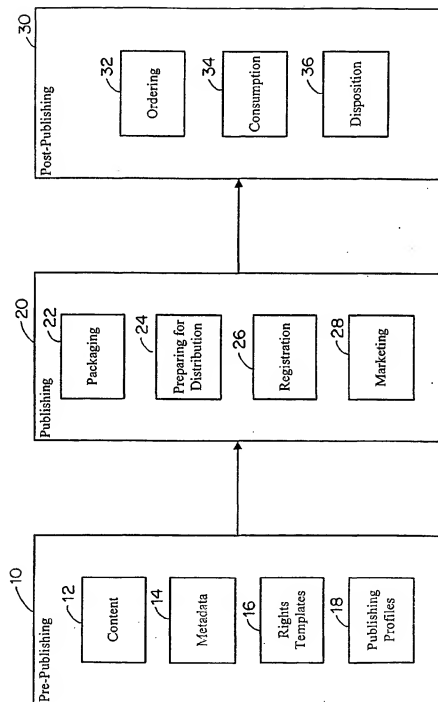 10
Pre-Publishing
12
Content
14
Metadata
16
Rights
Templates
18
Publishing
Profiles
20
Publishing
22
Packaging
24
Preparing for
Distribution
26
Registration
28
Marketing
30
Post-Publishing
32
Ordering
34
Consumption
36
Disposition